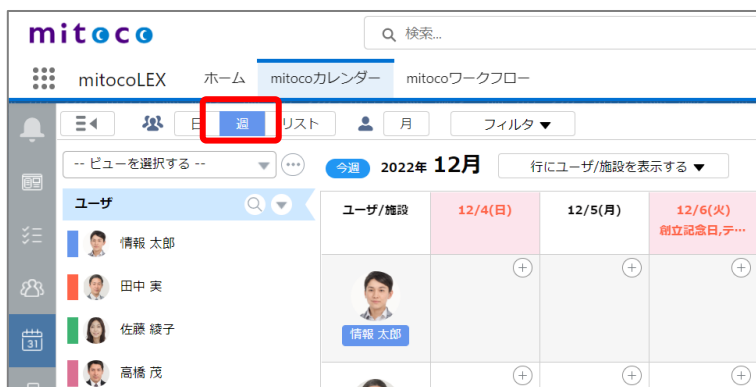 mitoco
検索...
mitocoLEX ホーム mitocoカレンダー mitocoワークフロー
日 週 リスト 月 フィルタ ▼
-- ビューを選択する --
今週 2022年 12月 行にユーザ/施設を表示する ▼
ユーザ
ユーザ/施設 12/4(日) 12/5(月) 12/6(火)
創立記念日,テ…
情報 太郎
田中 実
佐藤 綾子
情報 太郎
高橋 茂
31